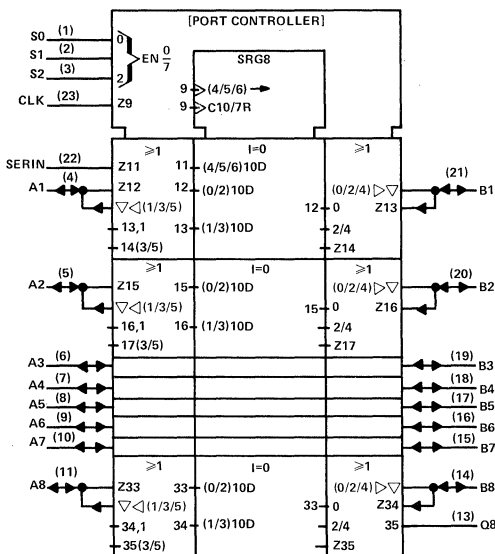 [PORT CONTROLLER]
S0 (1) 0
S1 (2) EN 0/7
S2 (3) 2
CLK (23) Z9
SRG8
9 (4/5/6)
9 C10/7R
≥1 I=0 ≥1
SERIN (22) Z11 11 (4/5/6)10D
A1 (4) Z12 12 (0/2)10D (0/2/4) (21) B1
(1/3/5) 12 0 Z13
13,1 13 (1/3)10D 2/4
14(3/5) Z14
≥1 I=0 ≥1
A2 (5) Z15 15 (0/2)10D (0/2/4) (20) B2
(1/3/5) 15 0 Z16
16,1 16 (1/3)10D 2/4
17(3/5) Z17
A3 (6) (19) B3
A4 (7) (18) B4
A5 (8) (17) B5
A6 (9) (16) B6
A7 (10) (15) B7
≥1 I=0 ≥1
A8 (11) Z33 33 (0/2)10D (0/2/4) (14) B8
(1/3/5) 33 0 Z34
34,1 34 (1/3)10D 2/4 35 (13) Q8
35(3/5) Z35